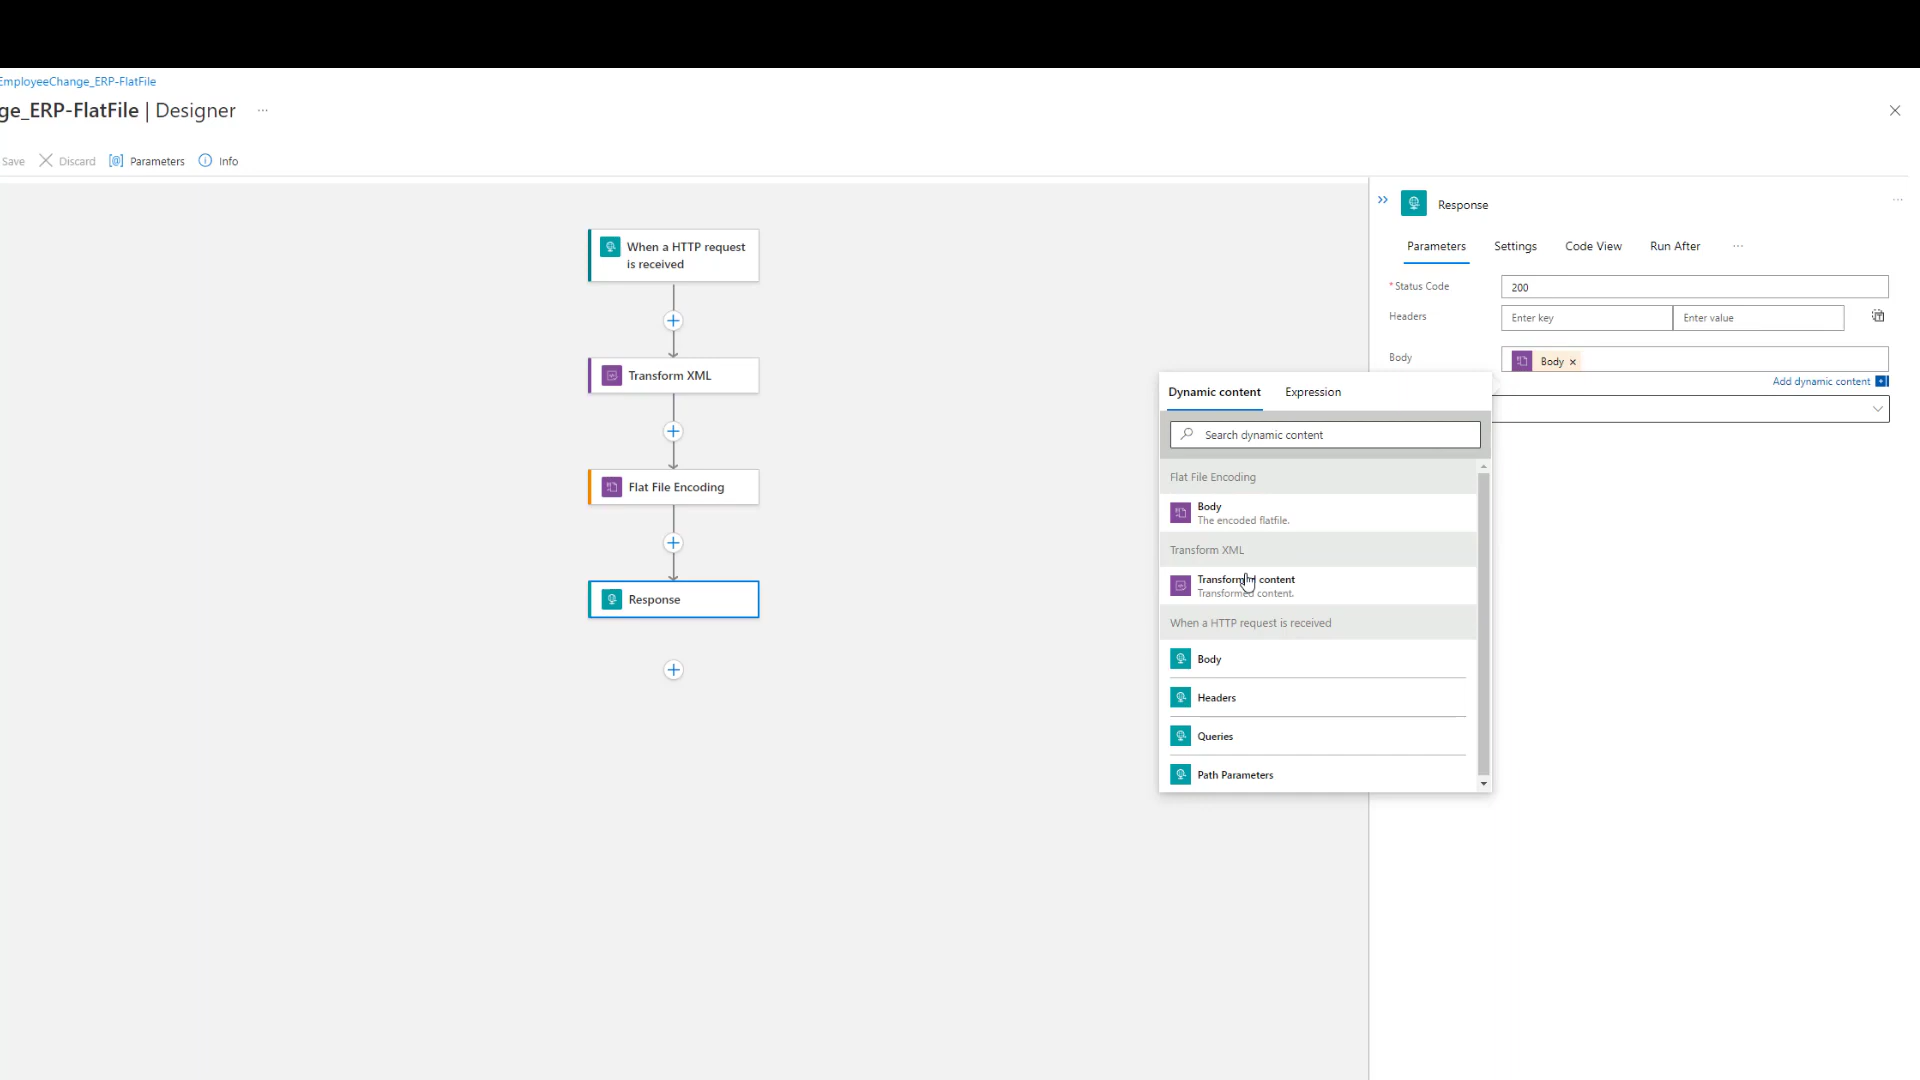 EmployeeChange_ERP-FlatFile
ge_ERP-FlatFile | Designer ...
Save Discard Parameters Info
When a HTTP request
is received
Transform XML
Flat File Encoding
Response
Response
Parameters Settings Code View Run After ...
* Status Code 200
Headers Enter key Enter value
Body Body ×
Add dynamic content
Dynamic content Expression
Search dynamic content
Flat File Encoding
Body
The encoded flatfile.
Transform XML
Transformed content
Transformed content.
When a HTTP request is received
Body
Headers
Queries
Path Parameters